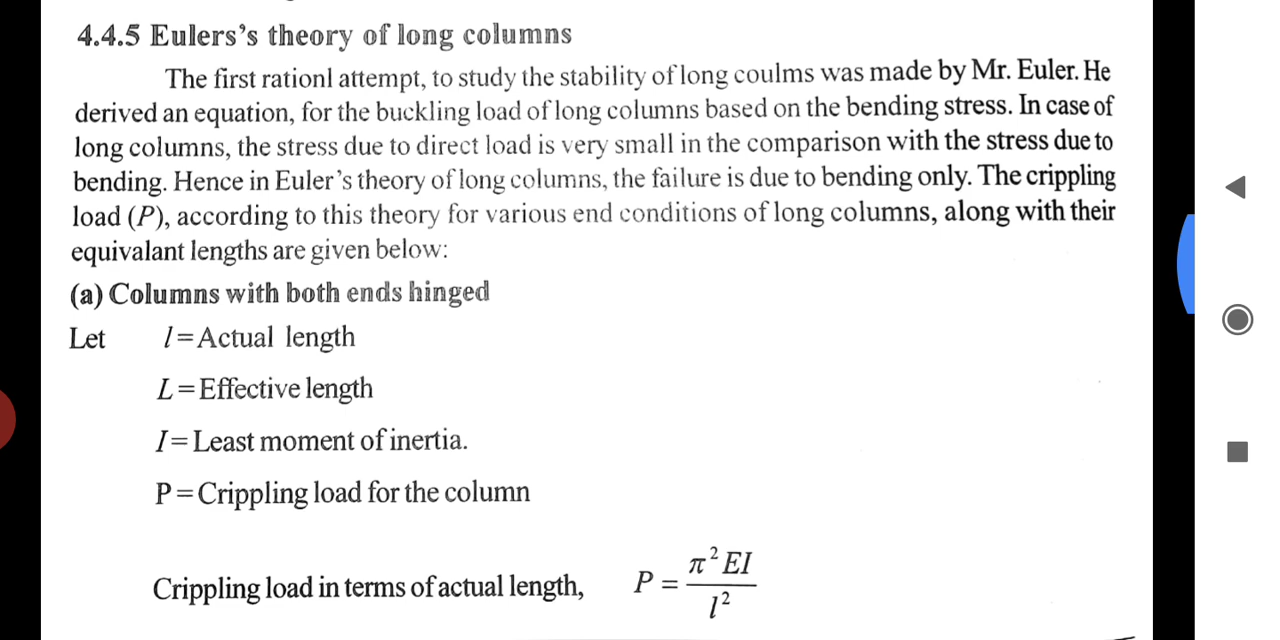 4.4.5 Eulers's theory of long columns
The first rationl attempt, to study the stability of long coulms was made by Mr. Euler. He
derived an equation, for the buckling load of long columns based on the bending stress. In case of
long columns, the stress due to direct load is very small in the comparison with the stress due to
bending. Hence in Euler's theory of long columns, the failure is due to bending only. The crippling
load (P), according to this theory for various end conditions of long columns, along with their
equivalant lengths are given below:
(a) Columns with both ends hinged
Let l = Actual length
L = Effective length
I = Least moment of inertia.
P = Crippling load for the column
Crippling load in terms of actual length, P = π² EI / l²